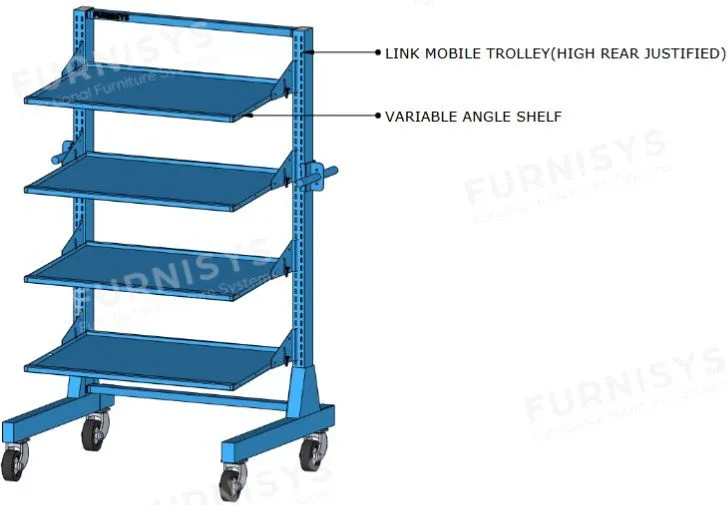 FURNISYS
LINK MOBILE TROLLEY(HIGH REAR JUSTIFIED)
FURNISYS
VARIABLE ANGLE SHELF
FURNISYS
FURNISYS
FURNISYS